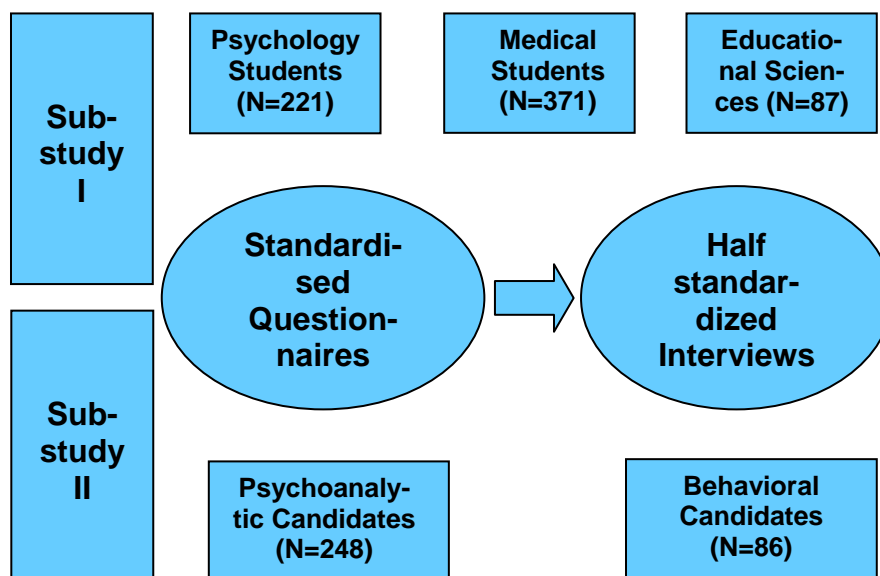 Psychology
Students
(N=221)
Medical
Students
(N=371)
Educatio-
nal Scien-
ces (N=87)
Sub-
study
I
Standardi-
sed
Question-
naires
Half
standar-
dized
Interviews
Sub-
study
II
Psychoanaly-
tic Candidates
(N=248)
Behavioral
Candidates
(N=86)